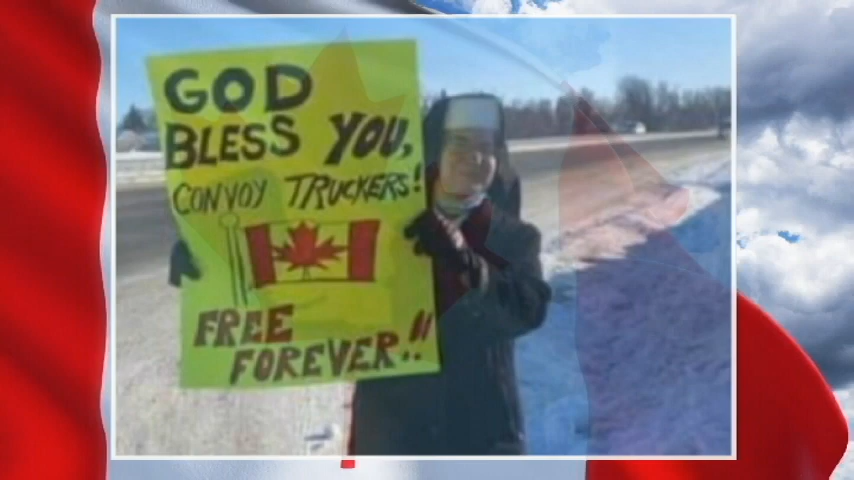 GOD
BLESS YOU,
CONVOY TRUCKERS!
FREE
FOREVER!!